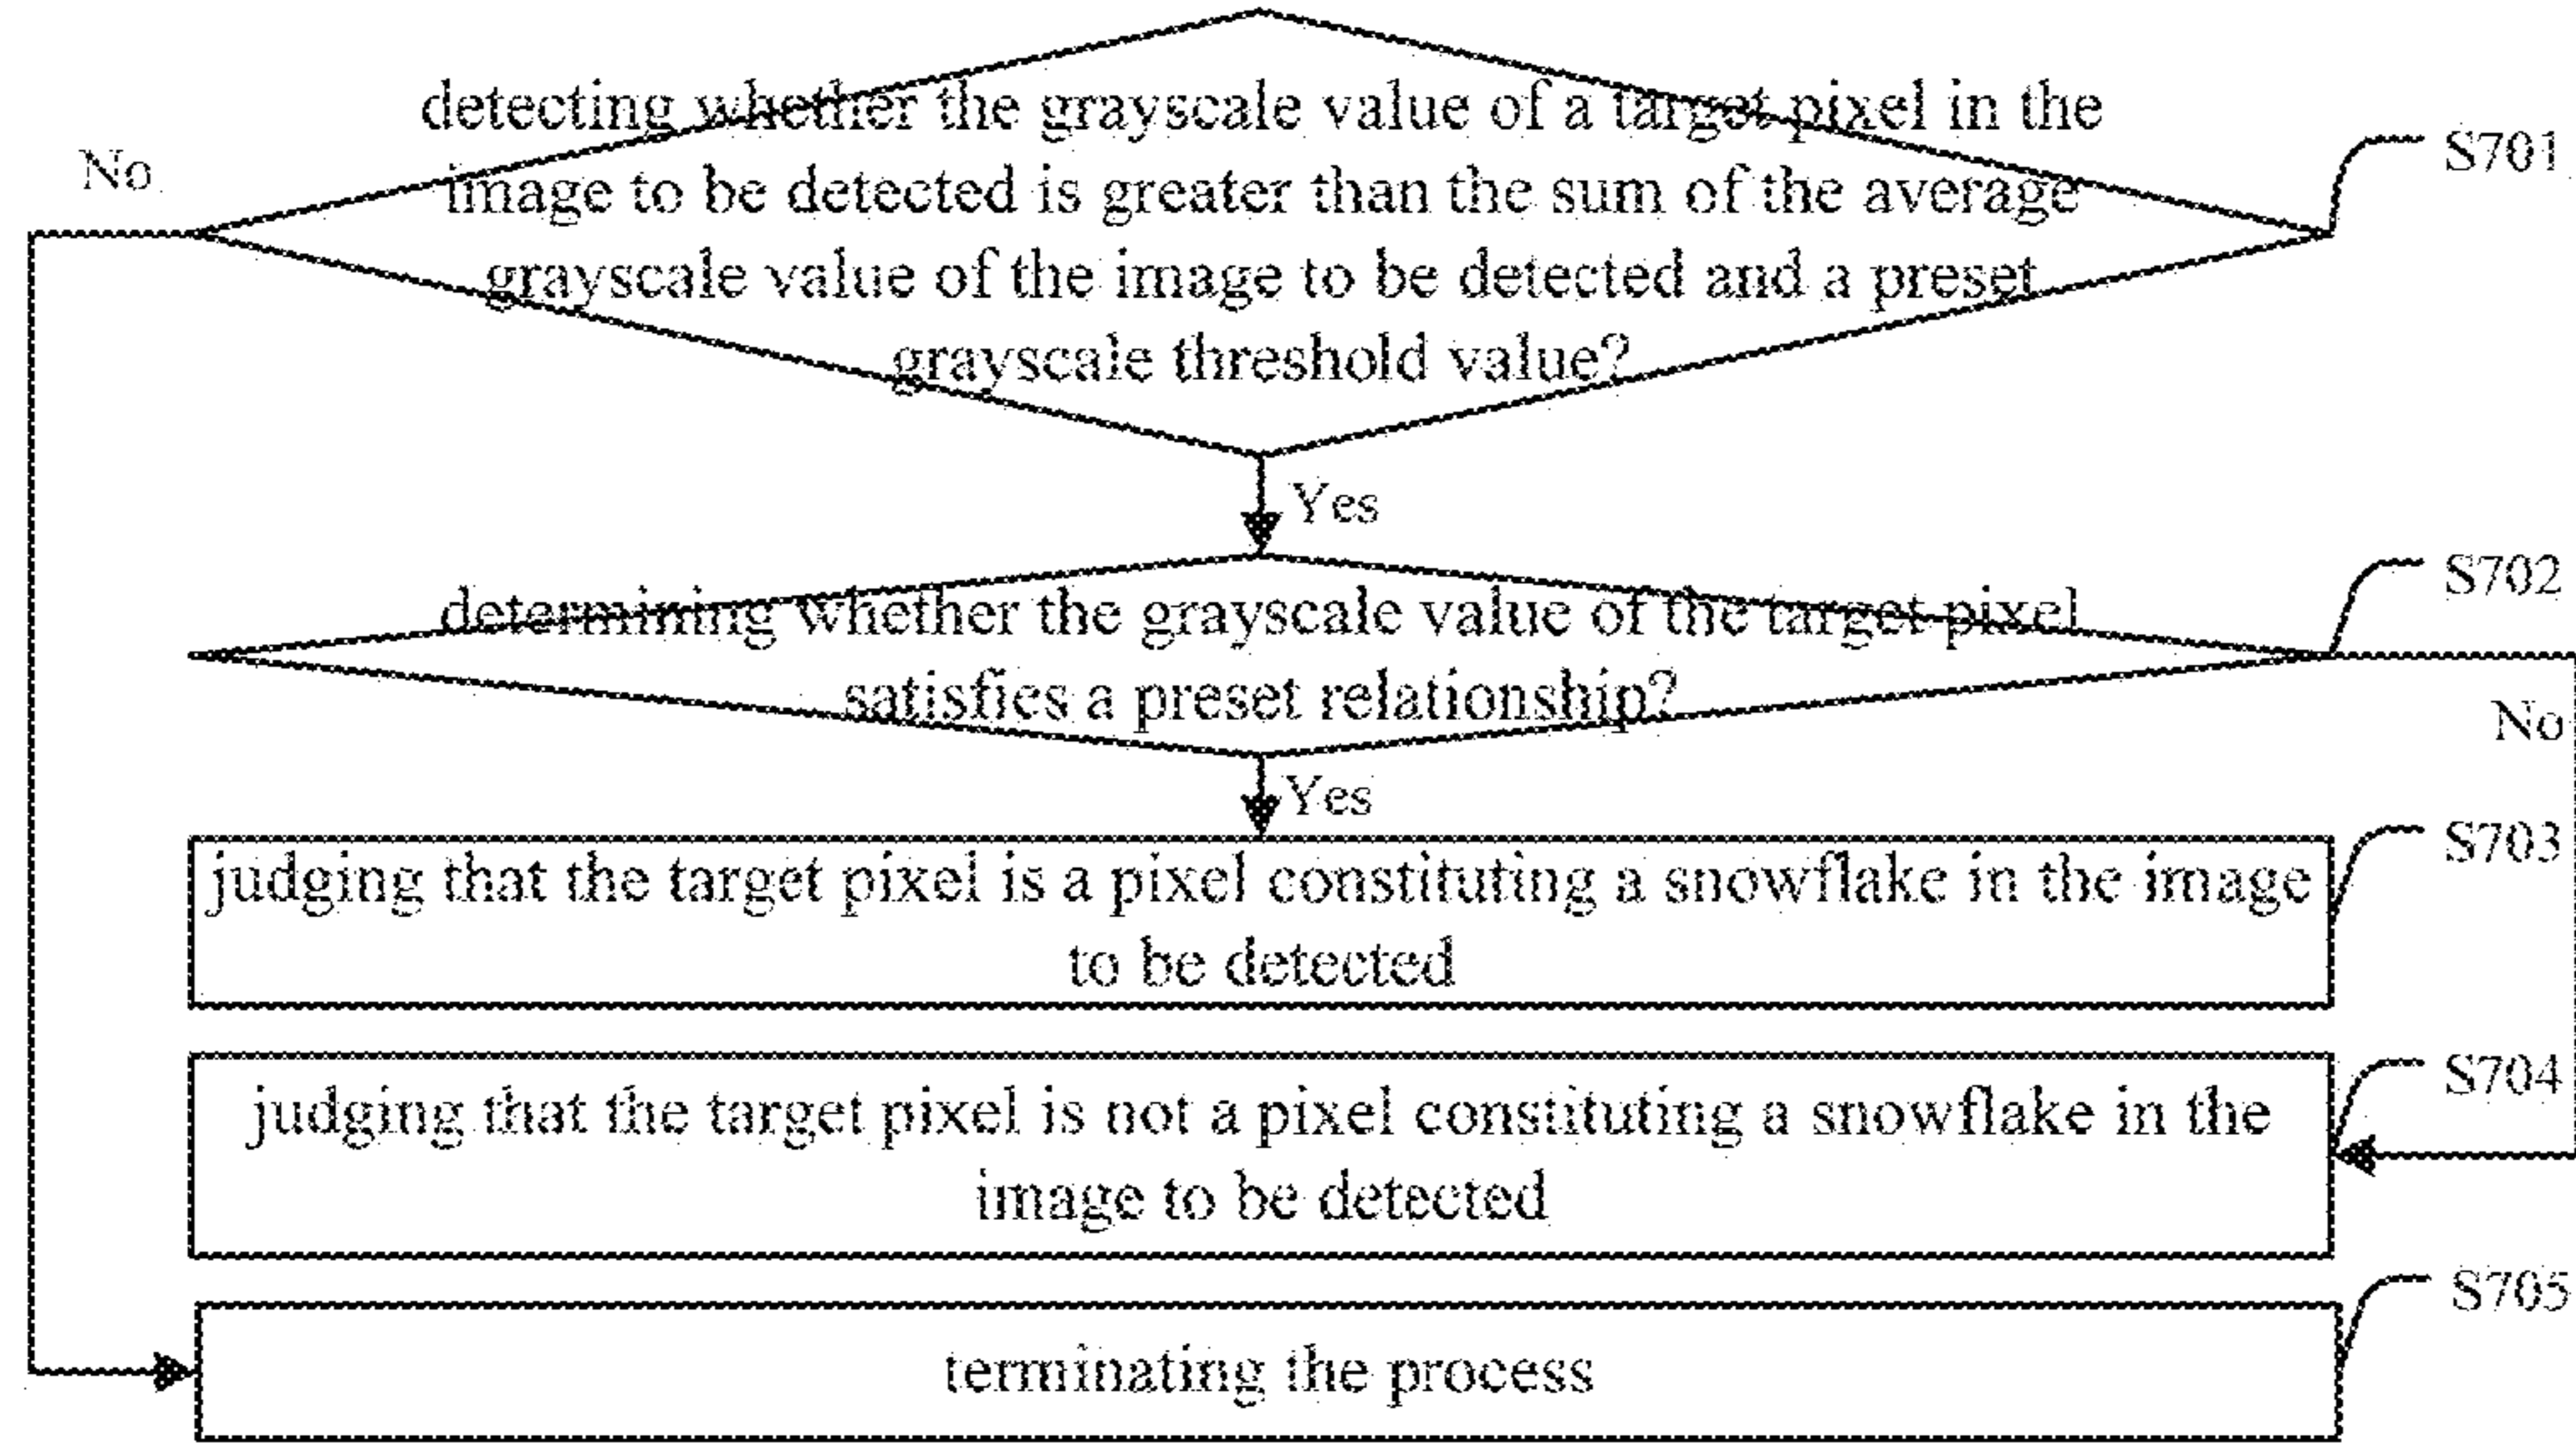 detecting whether the grayscale value of a target pixel in the
No
S701
image to be detected is greater than the sum of the average
grayscale value of the image to be detected and a preset
grayscale threshold value?
Yes
S702
determining whether the grayscale value of the target pixel
satisfies a preset relationship?
No
Yes
S703
judging that the target pixel is a pixel constituting a snowflake in the image
to be detected
S704
judging that the target pixel is not a pixel constituting a snowflake in the
image to be detected
S705
terminating the process